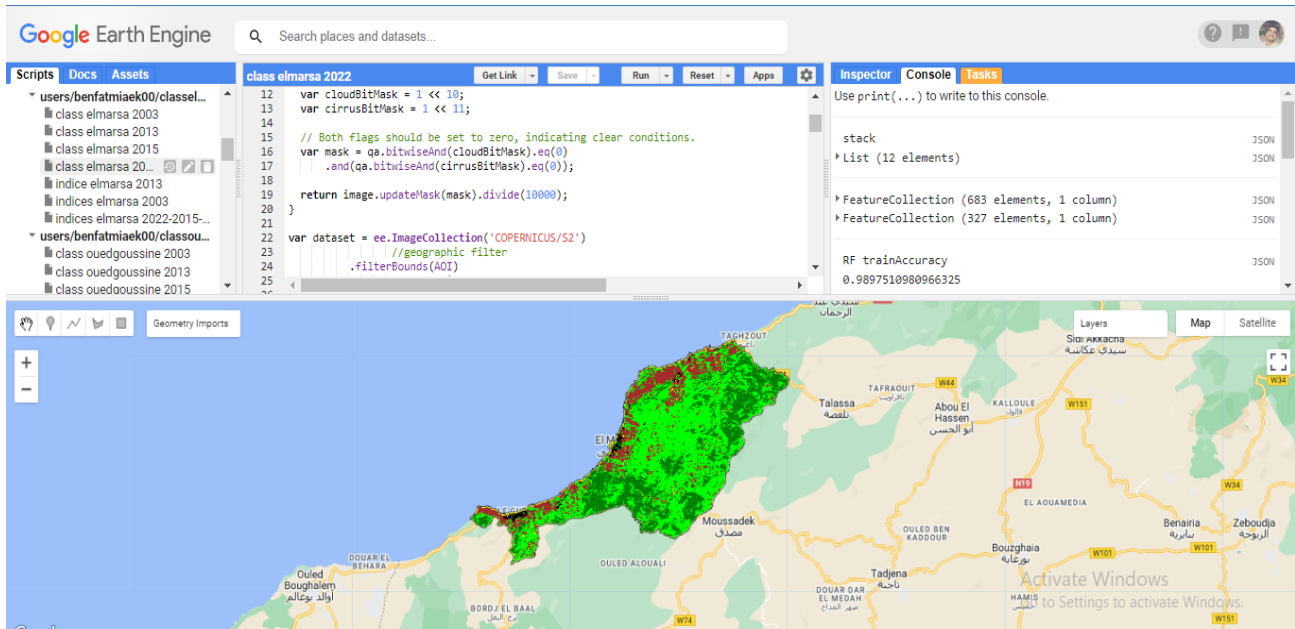 Google Earth Engine
Search places and datasets...
Scripts Docs Assets
users/benfatmiaek00/classel...
class elmarsa 2003
class elmarsa 2013
class elmarsa 2015
class elmarsa 20...
indice elmarsa 2013
indices elmarsa 2003
indices elmarsa 2022-2015-...
users/benfatmiaek00/classou...
class ouedgoussine 2003
class ouedgoussine 2013
class ouedgoussine 2015
class elmarsa 2022
Get Link Save Run Reset Apps
12 var cloudBitMask = 1 << 10;
13 var cirrusBitMask = 1 << 11;
14
15 // Both flags should be set to zero, indicating clear conditions.
16 var mask = qa.bitwiseAnd(cloudBitMask).eq(0)
17 .and(qa.bitwiseAnd(cirrusBitMask).eq(0));
18
19 return image.updateMask(mask).divide(10000);
20 }
21
22 var dataset = ee.ImageCollection('COPERNICUS/S2')
23 //geographic filter
24 .filterBounds(AOI)
25
Inspector Console Tasks
Use print(...) to write to this console.
stack JSON
List (12 elements) JSON
FeatureCollection (683 elements, 1 column) JSON
FeatureCollection (327 elements, 1 column) JSON
RF trainAccuracy JSON
0.9897510980966325
Geometry Imports
Layers
Map Satellite
+
−
الرحمان
TAGHZOUT
Sidi Akkacha
سيدي عكاشة
W34
TAFRAOUIT
تافراويت
W44
Talassa
تلعصة
Abou El
Hassen
أبو الحسن
KALLOULE
قالول
W151
El M
N19
EL AOUAMEDIA
W34
Moussadek
مصدق
OULED BEN
KADDOUR
Benairia
بنايرية
Zeboudja
الزبوجة
W101
Bouzghaia
بوزغاية
W101
OULED ALOUALI
DOUAR EL
BEHARA
Ouled
Boughalem
أولاد بوغالم
Tadjena
تاجنة
DOUAR DAR
EL MEDAH
HAMIS
BORDJ EL BAAL
W74
W151
Activate Windows
to Settings to activate Windows.